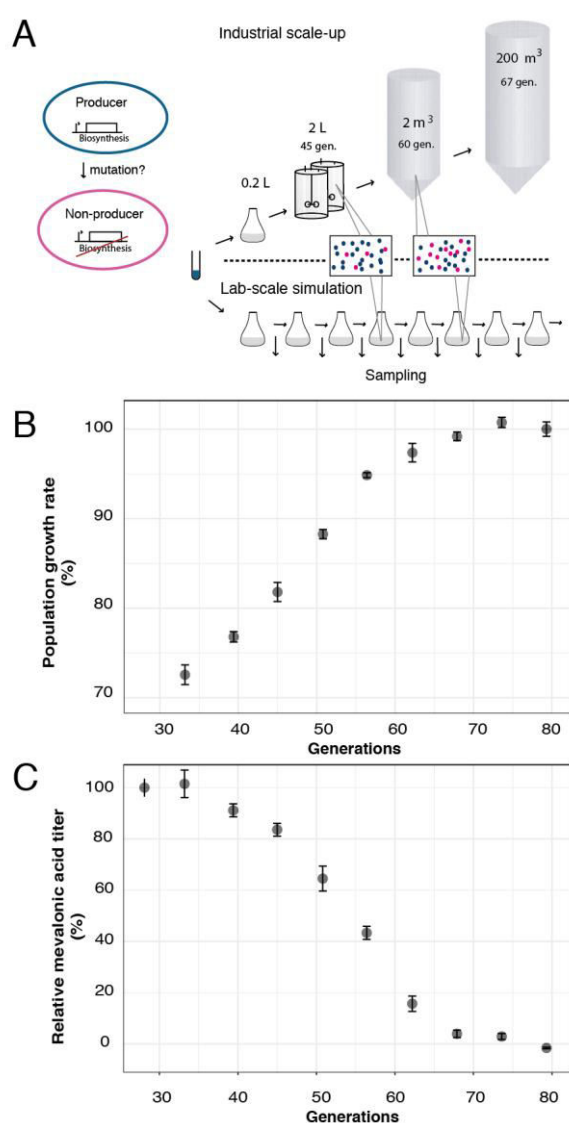 A
Industrial scale-up
Producer
Biosynthesis
mutation?
Non-producer
Biosynthesis
0.2 L
2 L
45 gen.
2 m³
60 gen.
200 m³
67 gen.
Lab-scale simulation
Sampling
B
Population growth rate
(%)
100
90
80
70
30 40 50 60 70 80
Generations
C
Relative mevalonic acid titer
(%)
100
80
60
40
20
0
30 40 50 60 70 80
Generations